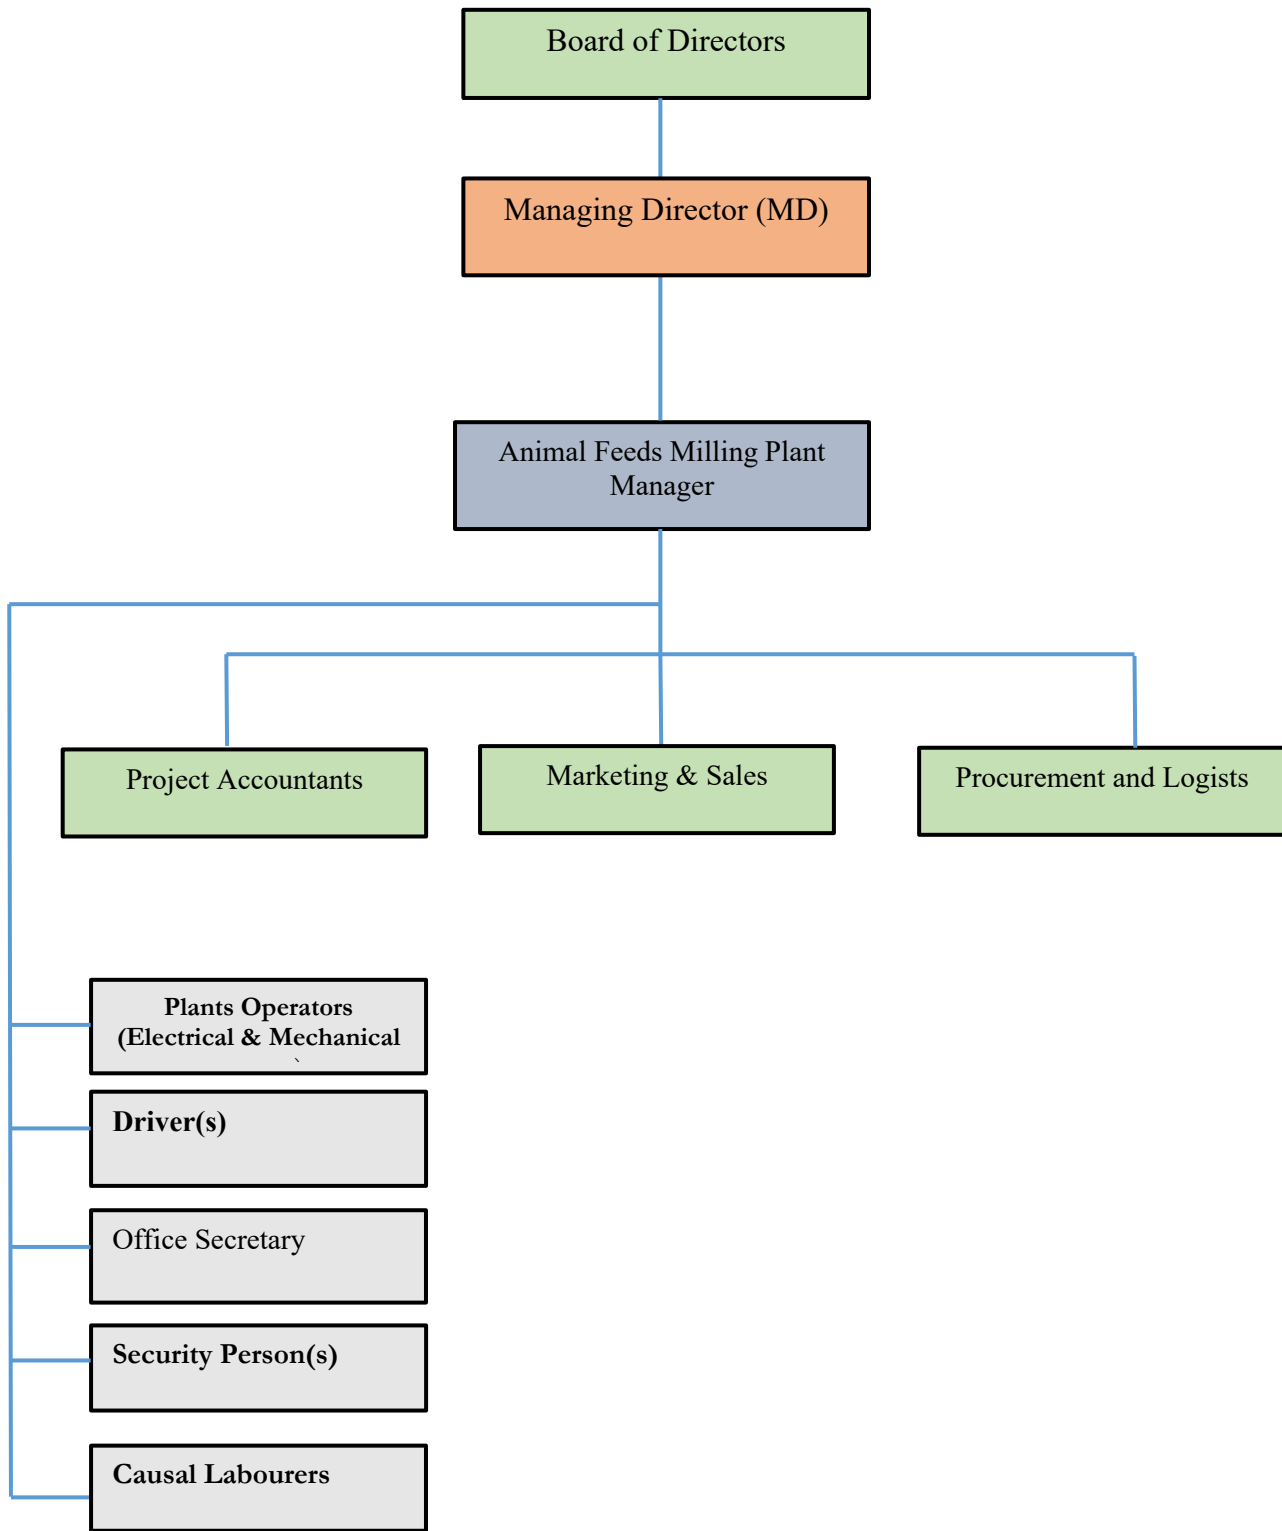 Board of Directors
Managing Director (MD)
Animal Feeds Milling Plant
Manager
Project Accountants
Marketing & Sales
Procurement and Logists
Plants Operators
(Electrical & Mechanical
Driver(s)
Office Secretary
Security Person(s)
Causal Labourers